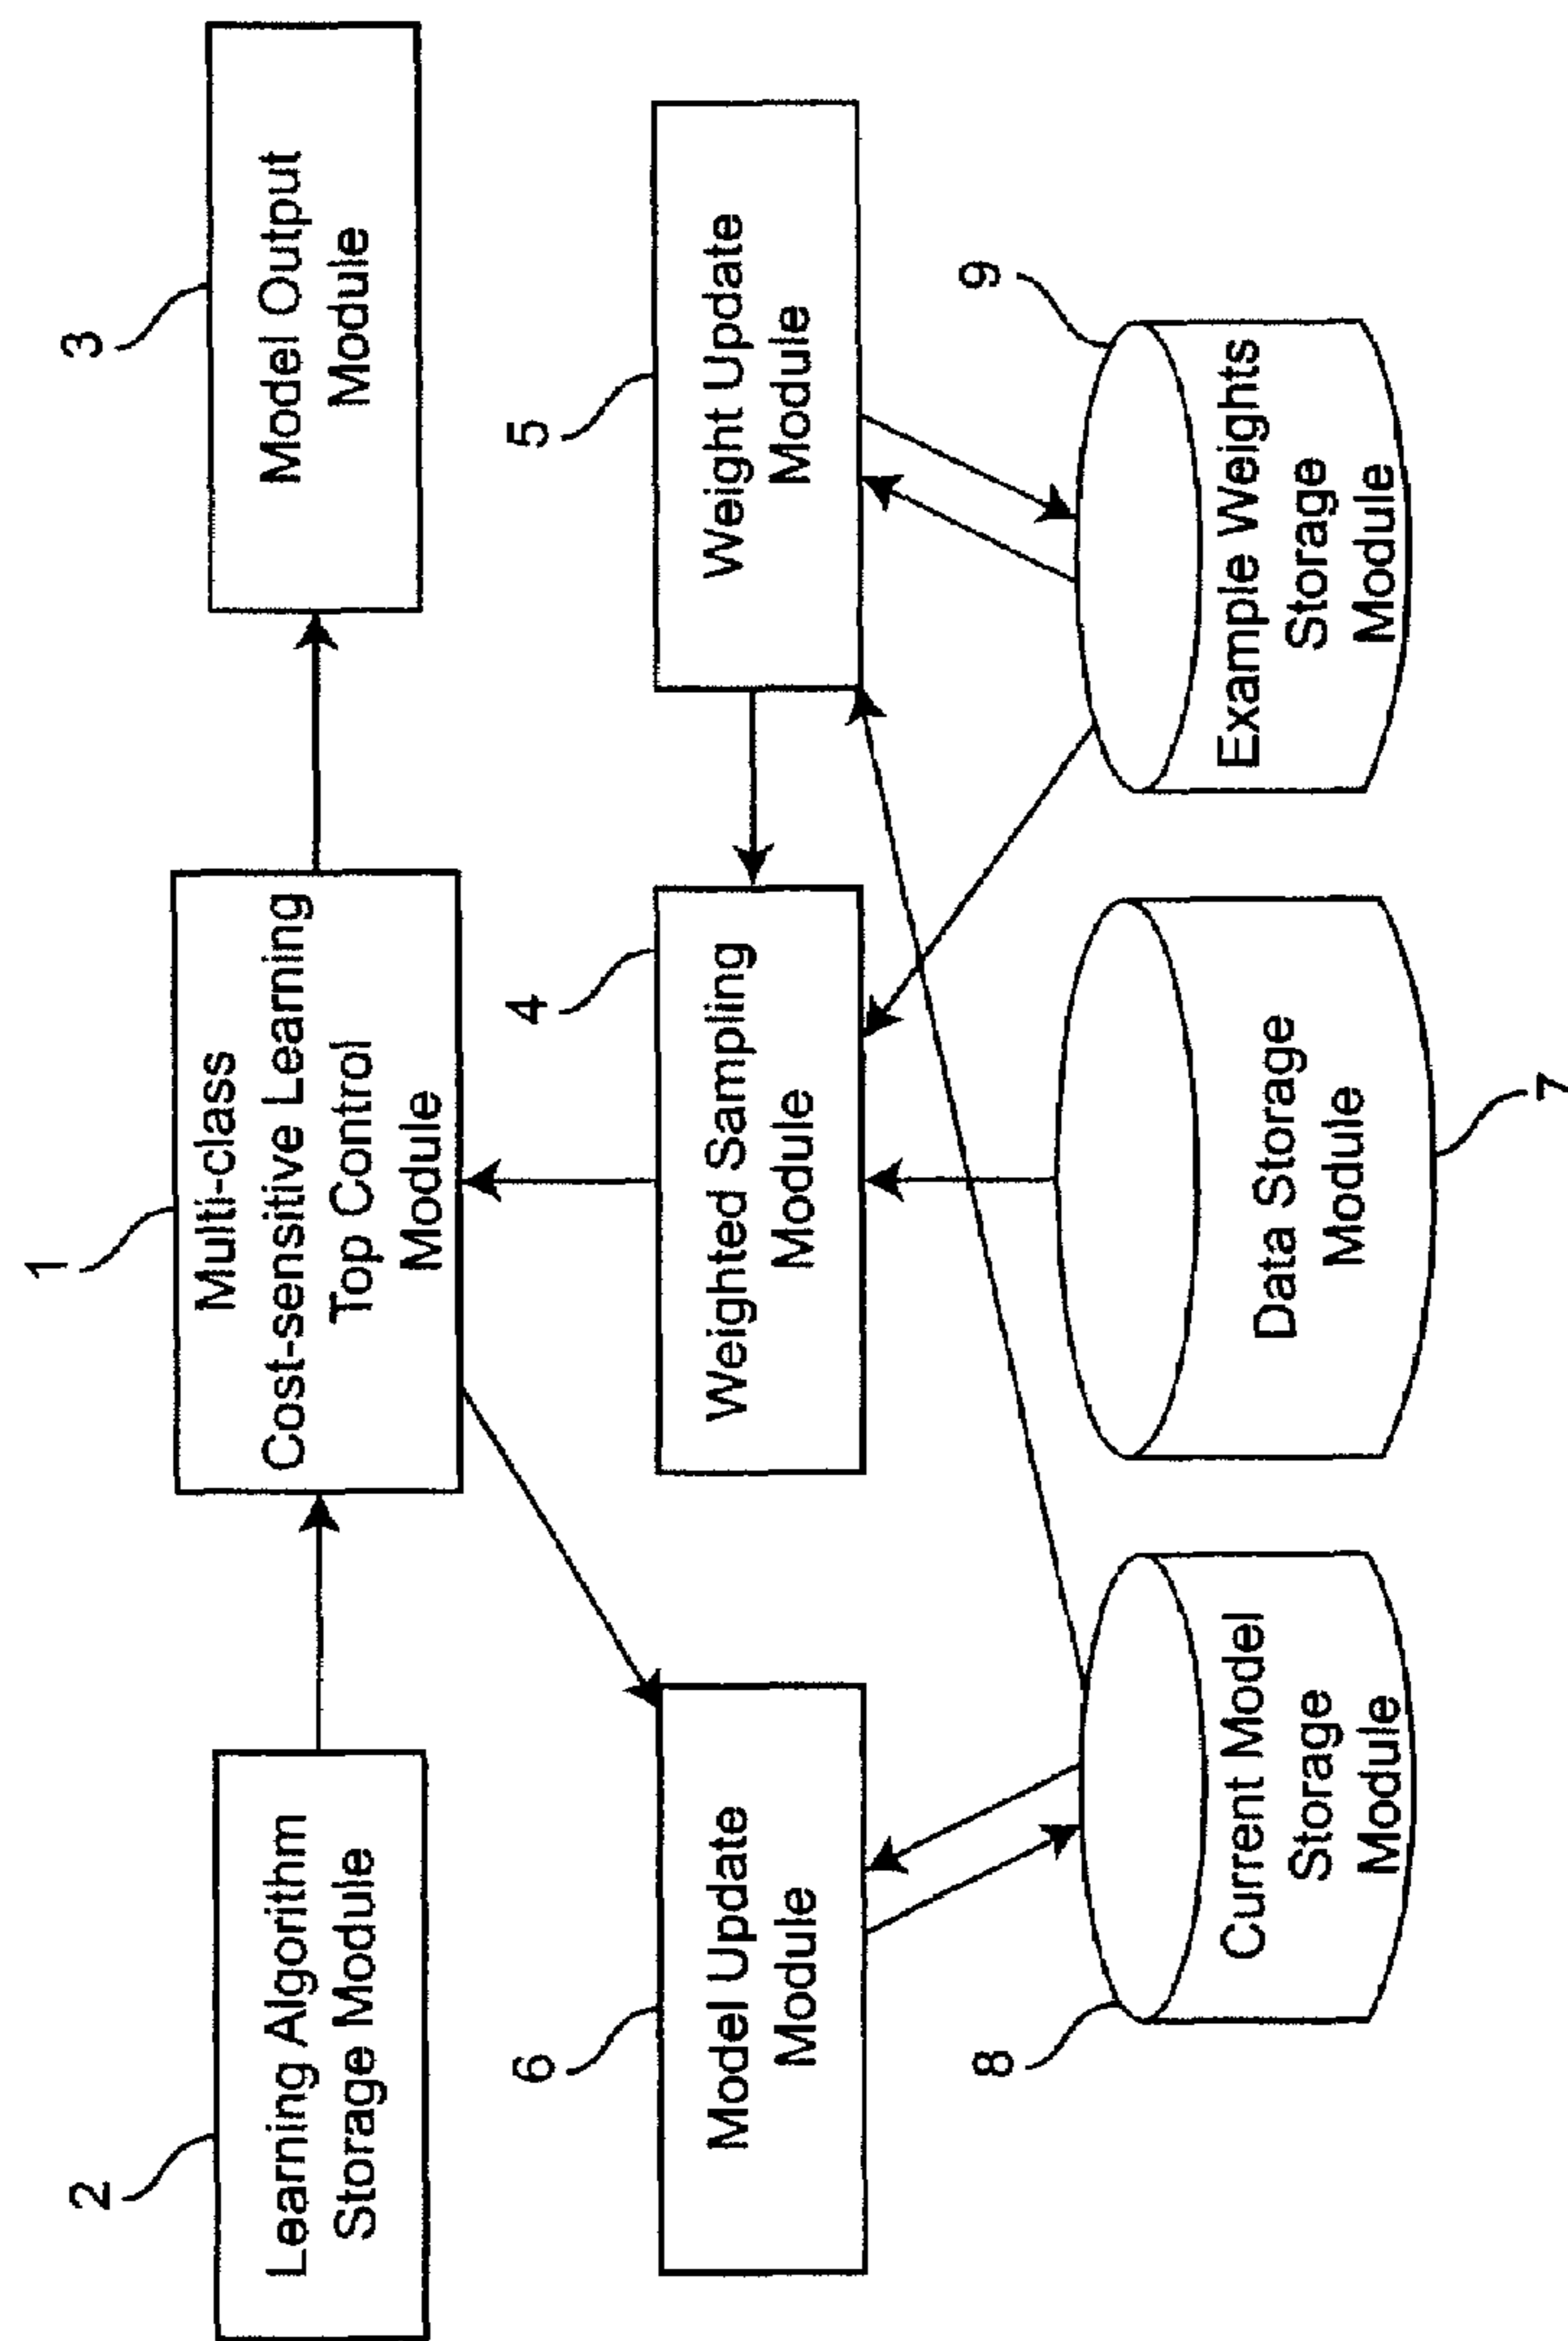 1
Multi-class
Cost-sensitive Learning
Top Control
Module
2
Learning Algorithm
Storage Module
3
Model Output
Module
6
Model Update
Module
4
Weighted Sampling
Module
5
Weight Update
Module
8
Current Model
Storage
Module
Data Storage
Module
7
9
Example Weights
Storage
Module